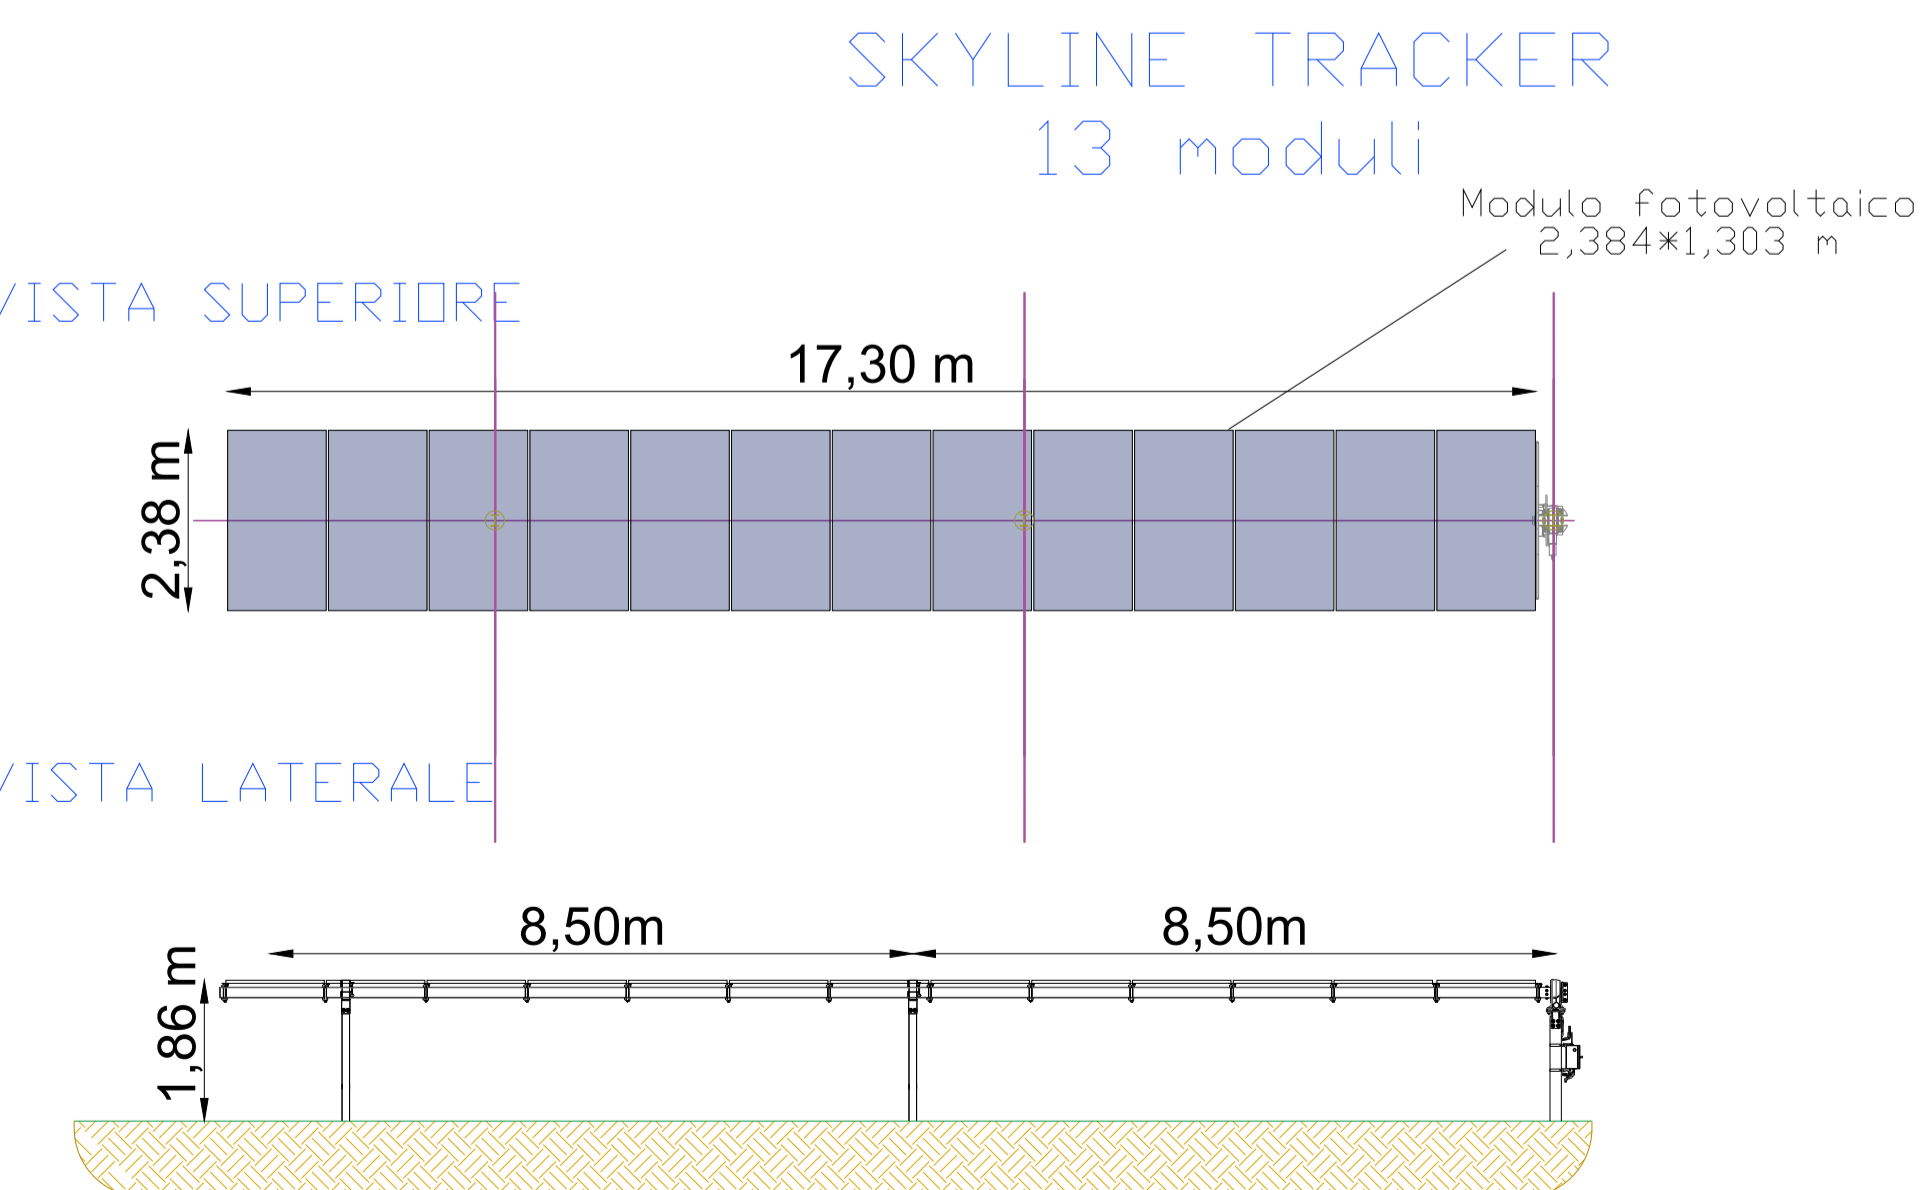 SKYLINE TRACKER
13 moduli
Modulo fotovoltaico
2,384*1,303 m
VISTA SUPERIORE
17,30 m
2,38 m
VISTA LATERALE
8,50m
8,50m
1,86 m